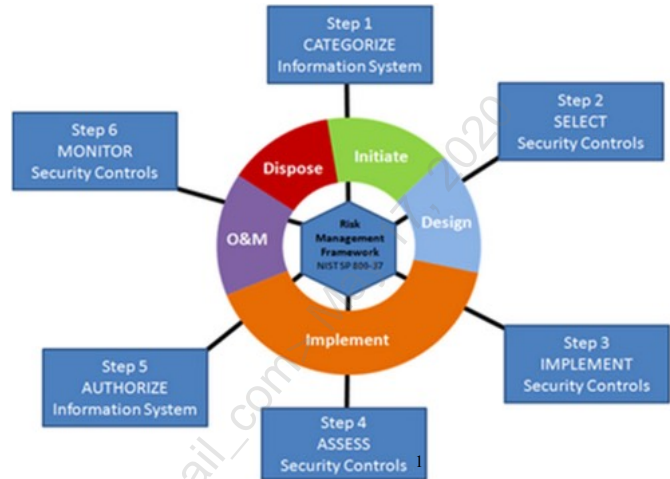 Step 1
CATEGORIZE
Information System
Step 2
SELECT
Security Controls
Step 6
MONITOR
Security Controls
Dispose
Initiate
Design
O&M
Risk
Management
Framework
NIST SP 800-37
Implement
Step 3
IMPLEMENT
Security Controls
Step 5
AUTHORIZE
Information System
Step 4
ASSESS
Security Controls
1
ail_com
2020